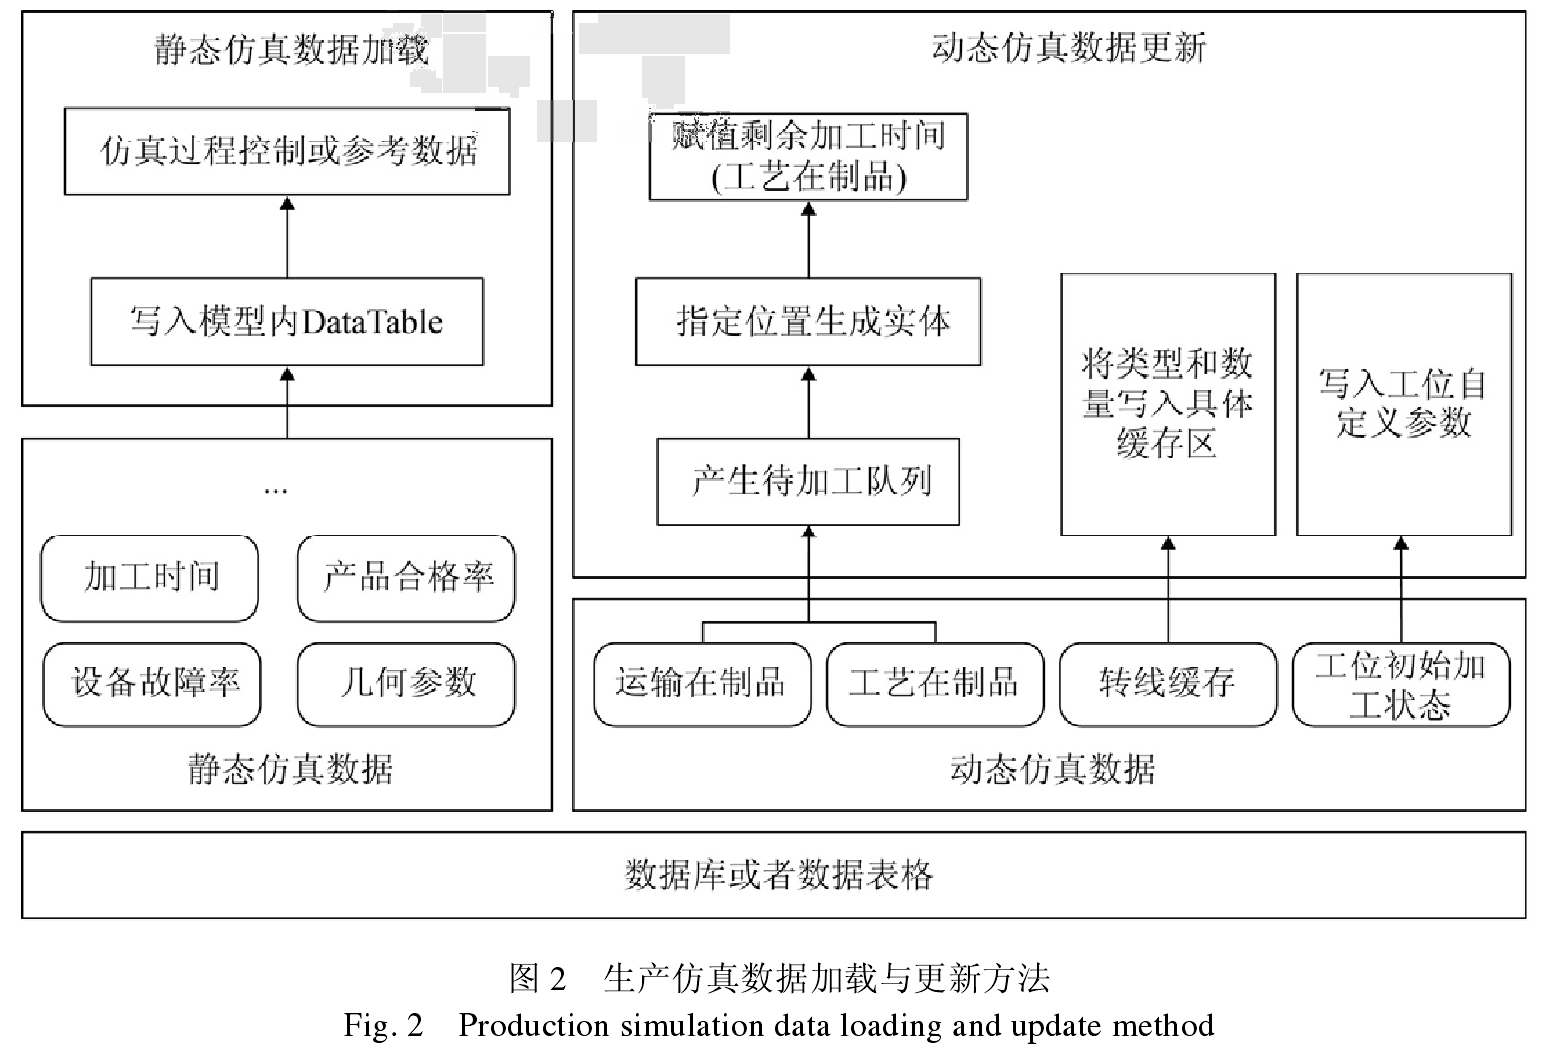 静态仿真数据加载
仿真过程控制或参考数据
写入模型内DataTable
...
加工时间
产品合格率
设备故障率
几何参数
静态仿真数据
动态仿真数据更新
赋值剩余加工时间
(工艺在制品)
指定位置生成实体
产生待加工队列
将类型和数
量写入具体
缓存区
写入工位自
定义参数
运输在制品
工艺在制品
转线缓存
工位初始加
工状态
动态仿真数据
数据库或者数据表格
图 2 生产仿真数据加载与更新方法
Fig. 2 Production simulation data loading and update method